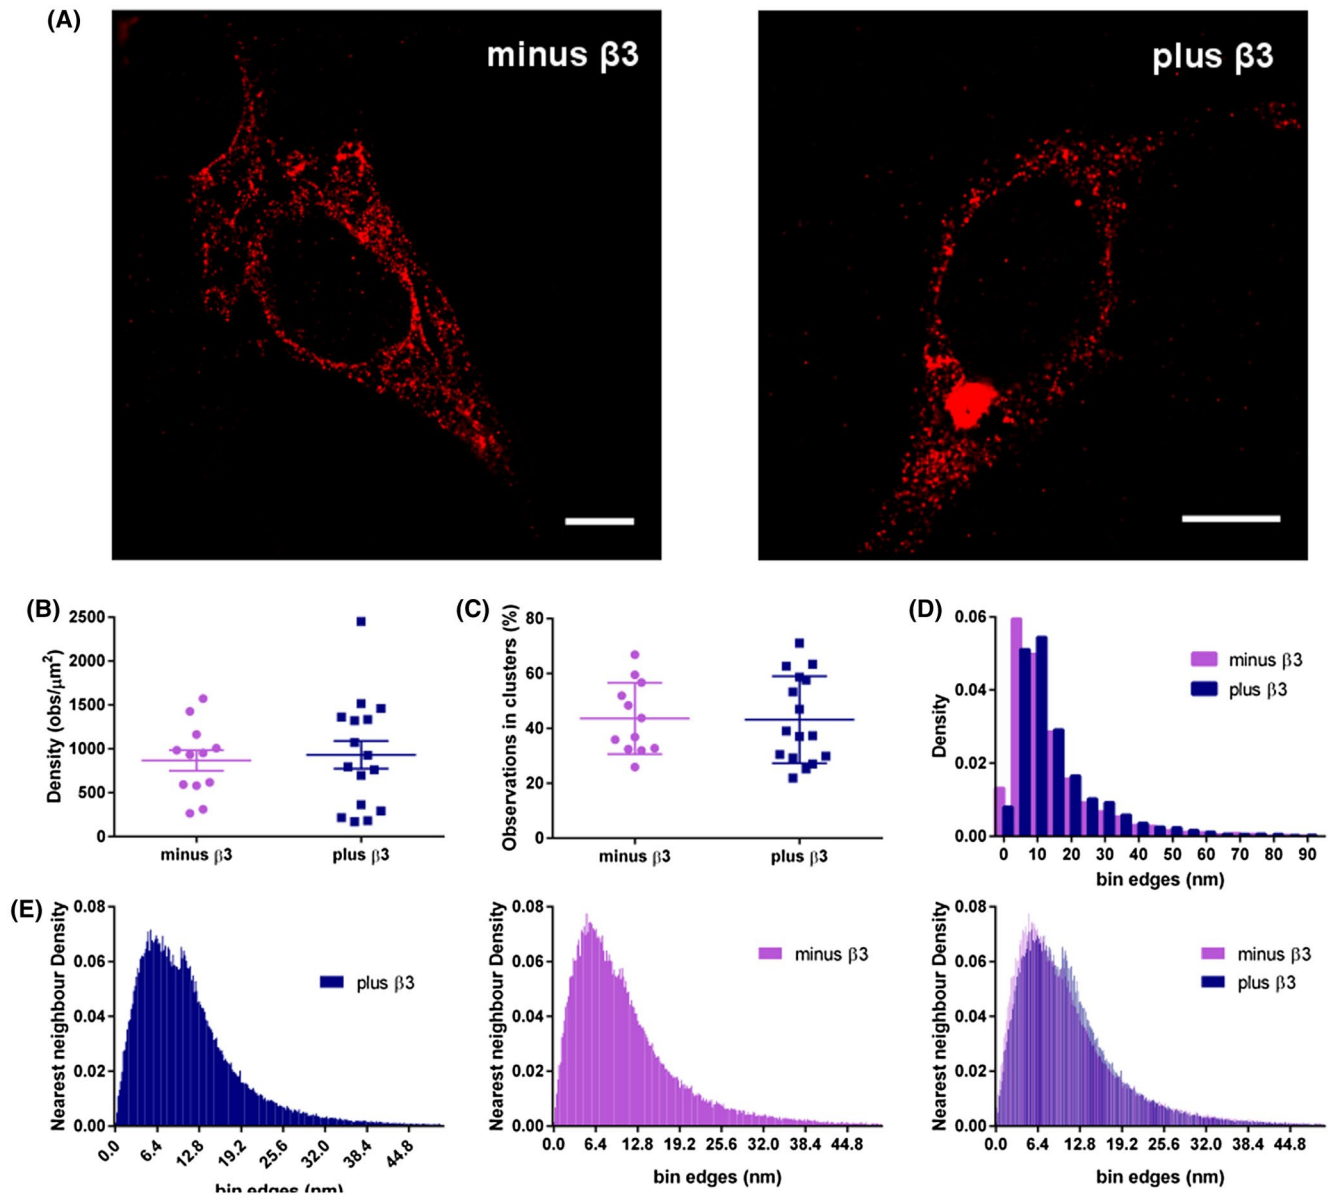 (A)
minus β3
plus β3
(B)
Density (obs/μm²)
2500
2000
1500
1000
500
0
minus β3
plus β3
(C)
Observations in clusters (%)
80
60
40
20
0
minus β3
plus β3
(D)
Density
0.06
0.04
0.02
0.00
minus β3
plus β3
0 10 20 30 40 50 60 70 80 90
bin edges (nm)
(E)
Nearest neighbour Density
0.08
0.06
0.04
0.02
0.00
plus β3
0.0 6.4 12.8 19.2 25.6 32.0 38.4 44.8
bin edges (nm)
Nearest neighbour Density
0.08
0.06
0.04
0.02
0.00
minus β3
0.0 6.4 12.8 19.2 25.6 32.0 38.4 44.8
bin edges (nm)
Nearest neighbour Density
0.08
0.06
0.04
0.02
0.00
minus β3
plus β3
0.0 6.4 12.8 19.2 25.6 32.0 38.4 44.8
bin edges (nm)